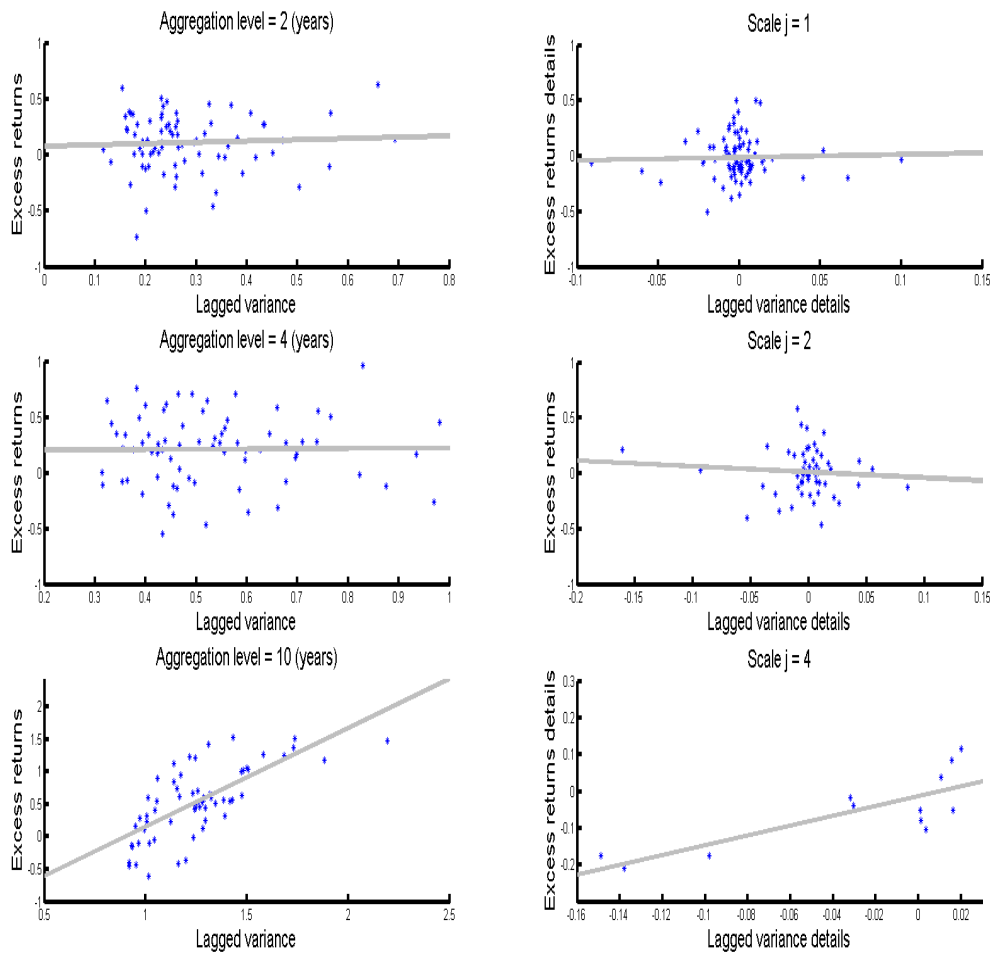 Aggregation level = 2 (years)
Excess returns
1
0.5
0
-0.5
-1
0 0.1 0.2 0.3 0.4 0.5 0.6 0.7 0.8
Lagged variance
Scale j = 1
Excess returns details
1
0.5
0
-0.5
-1
-0.1 -0.05 0 0.05 0.1 0.15
Lagged variance details
Aggregation level = 4 (years)
Excess returns
1
0.5
0
-0.5
-1
0.2 0.3 0.4 0.5 0.6 0.7 0.8 0.9 1
Lagged variance
Scale j = 2
Excess returns
1
0.5
0
-0.5
-1
-0.2 -0.15 -0.1 -0.05 0 0.05 0.1 0.15
Lagged variance details
Aggregation level = 10 (years)
Excess returns
2
1.5
1
0.5
0
-0.5
-1
0.5 1 1.5 2 2.5
Lagged variance
Scale j = 4
Excess returns details
0.3
0.2
0.1
0
-0.1
-0.2
-0.3
-0.16 -0.14 -0.12 -0.1 -0.08 -0.06 -0.04 -0.02 0 0.02
Lagged variance details